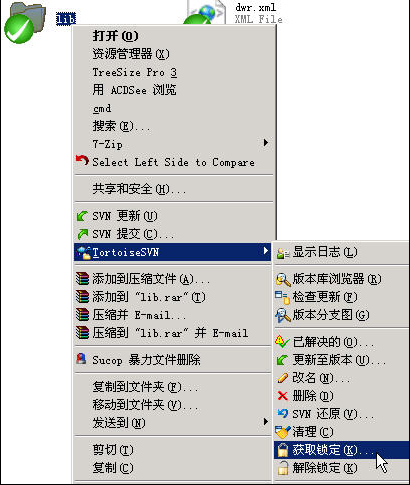 Lib
dwr.xml
XML File
打开(O)
资源管理器(X)
TreeSize Pro 3
用 ACDSee 浏览
cmd
搜索(E)...
7-Zip
Select Left Side to Compare
共享和安全(H)...
SVN 更新(U)
SVN 提交(C)...
TortoiseSVN
添加到压缩文件(A)...
添加到 "lib.rar"(T)
压缩并 E-mail...
压缩到 "lib.rar" 并 E-mail
Sucop 暴力文件删除
复制到文件夹(F)...
移动到文件夹(V)...
发送到(N)
剪切(T)
复制(C)
显示日志(L)
版本库浏览器(R)
检查更新(F)
版本分支图(G)
已解决的(O)...
更新至版本(U)...
改名(N)...
删除(D)
SVN 还原(V)...
清理(C)
获取锁定(K)...
解除锁定(K)